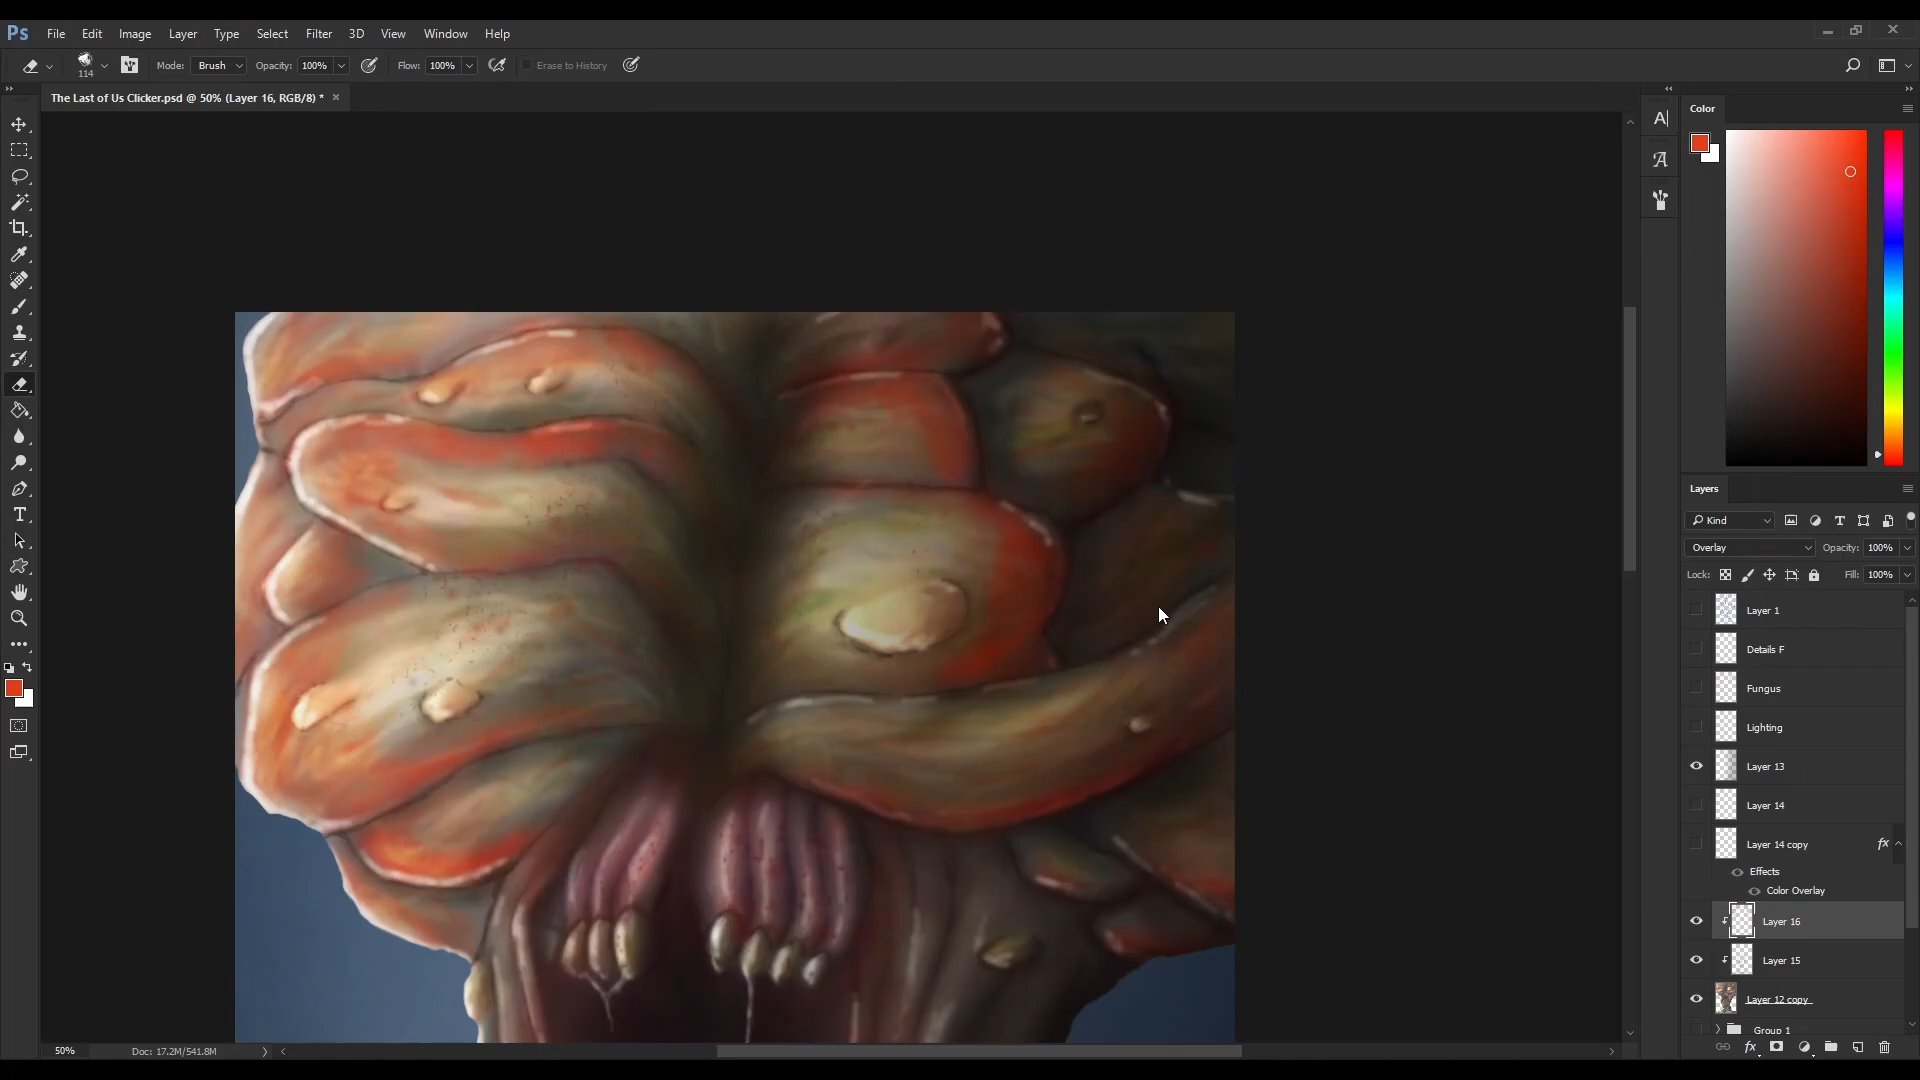 Ps File Edit Image Layer Type Select Filter 3D View Window Help
114 Mode: Brush Opacity: 100% Flow: 100% Erase to History
The Last of Us Clicker.psd @ 50% (Layer 16, RGB/8) *
Color
Layers
Kind
Overlay Opacity: 100%
Lock: Fill: 100%
Layer 1
Details F
Fungus
Lighting
Layer 13
Layer 14
Layer 14 copy fx
Effects
Color Overlay
Layer 16
Layer 15
Layer 12 copy
Group 1
50% Doc: 17.2M/541.8M
fx